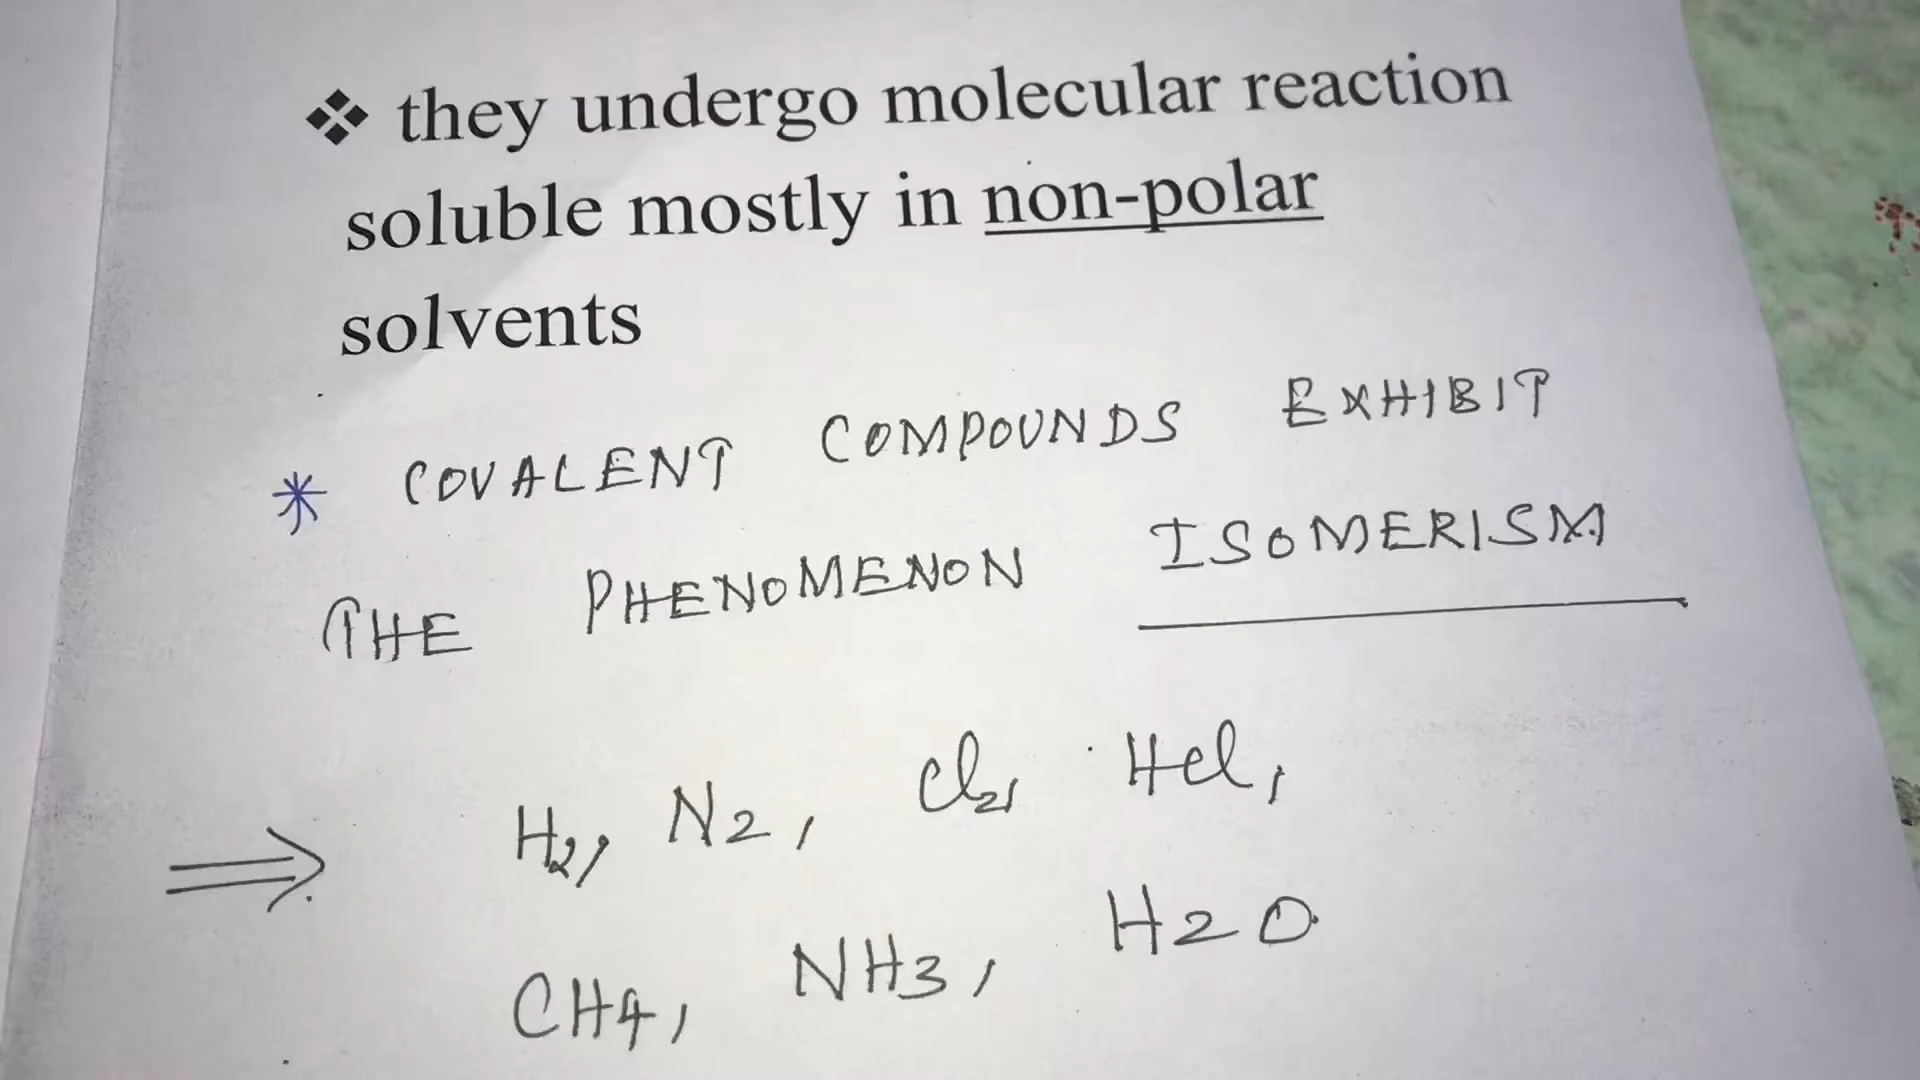 ❖ they undergo molecular reaction
soluble mostly in non-polar
solvents
* COVALENT COMPOUNDS EXHIBIT
THE PHENOMENON ISOMERISM
⇒ H2, N2, Cl2, HCl,
CH4, NH3, H2O